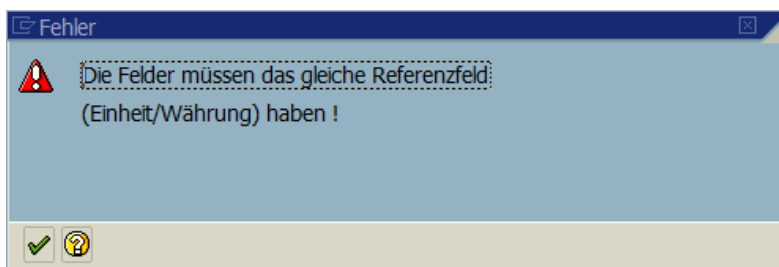 Fehler
Die Felder müssen das gleiche Referenzfeld
(Einheit/Währung) haben !